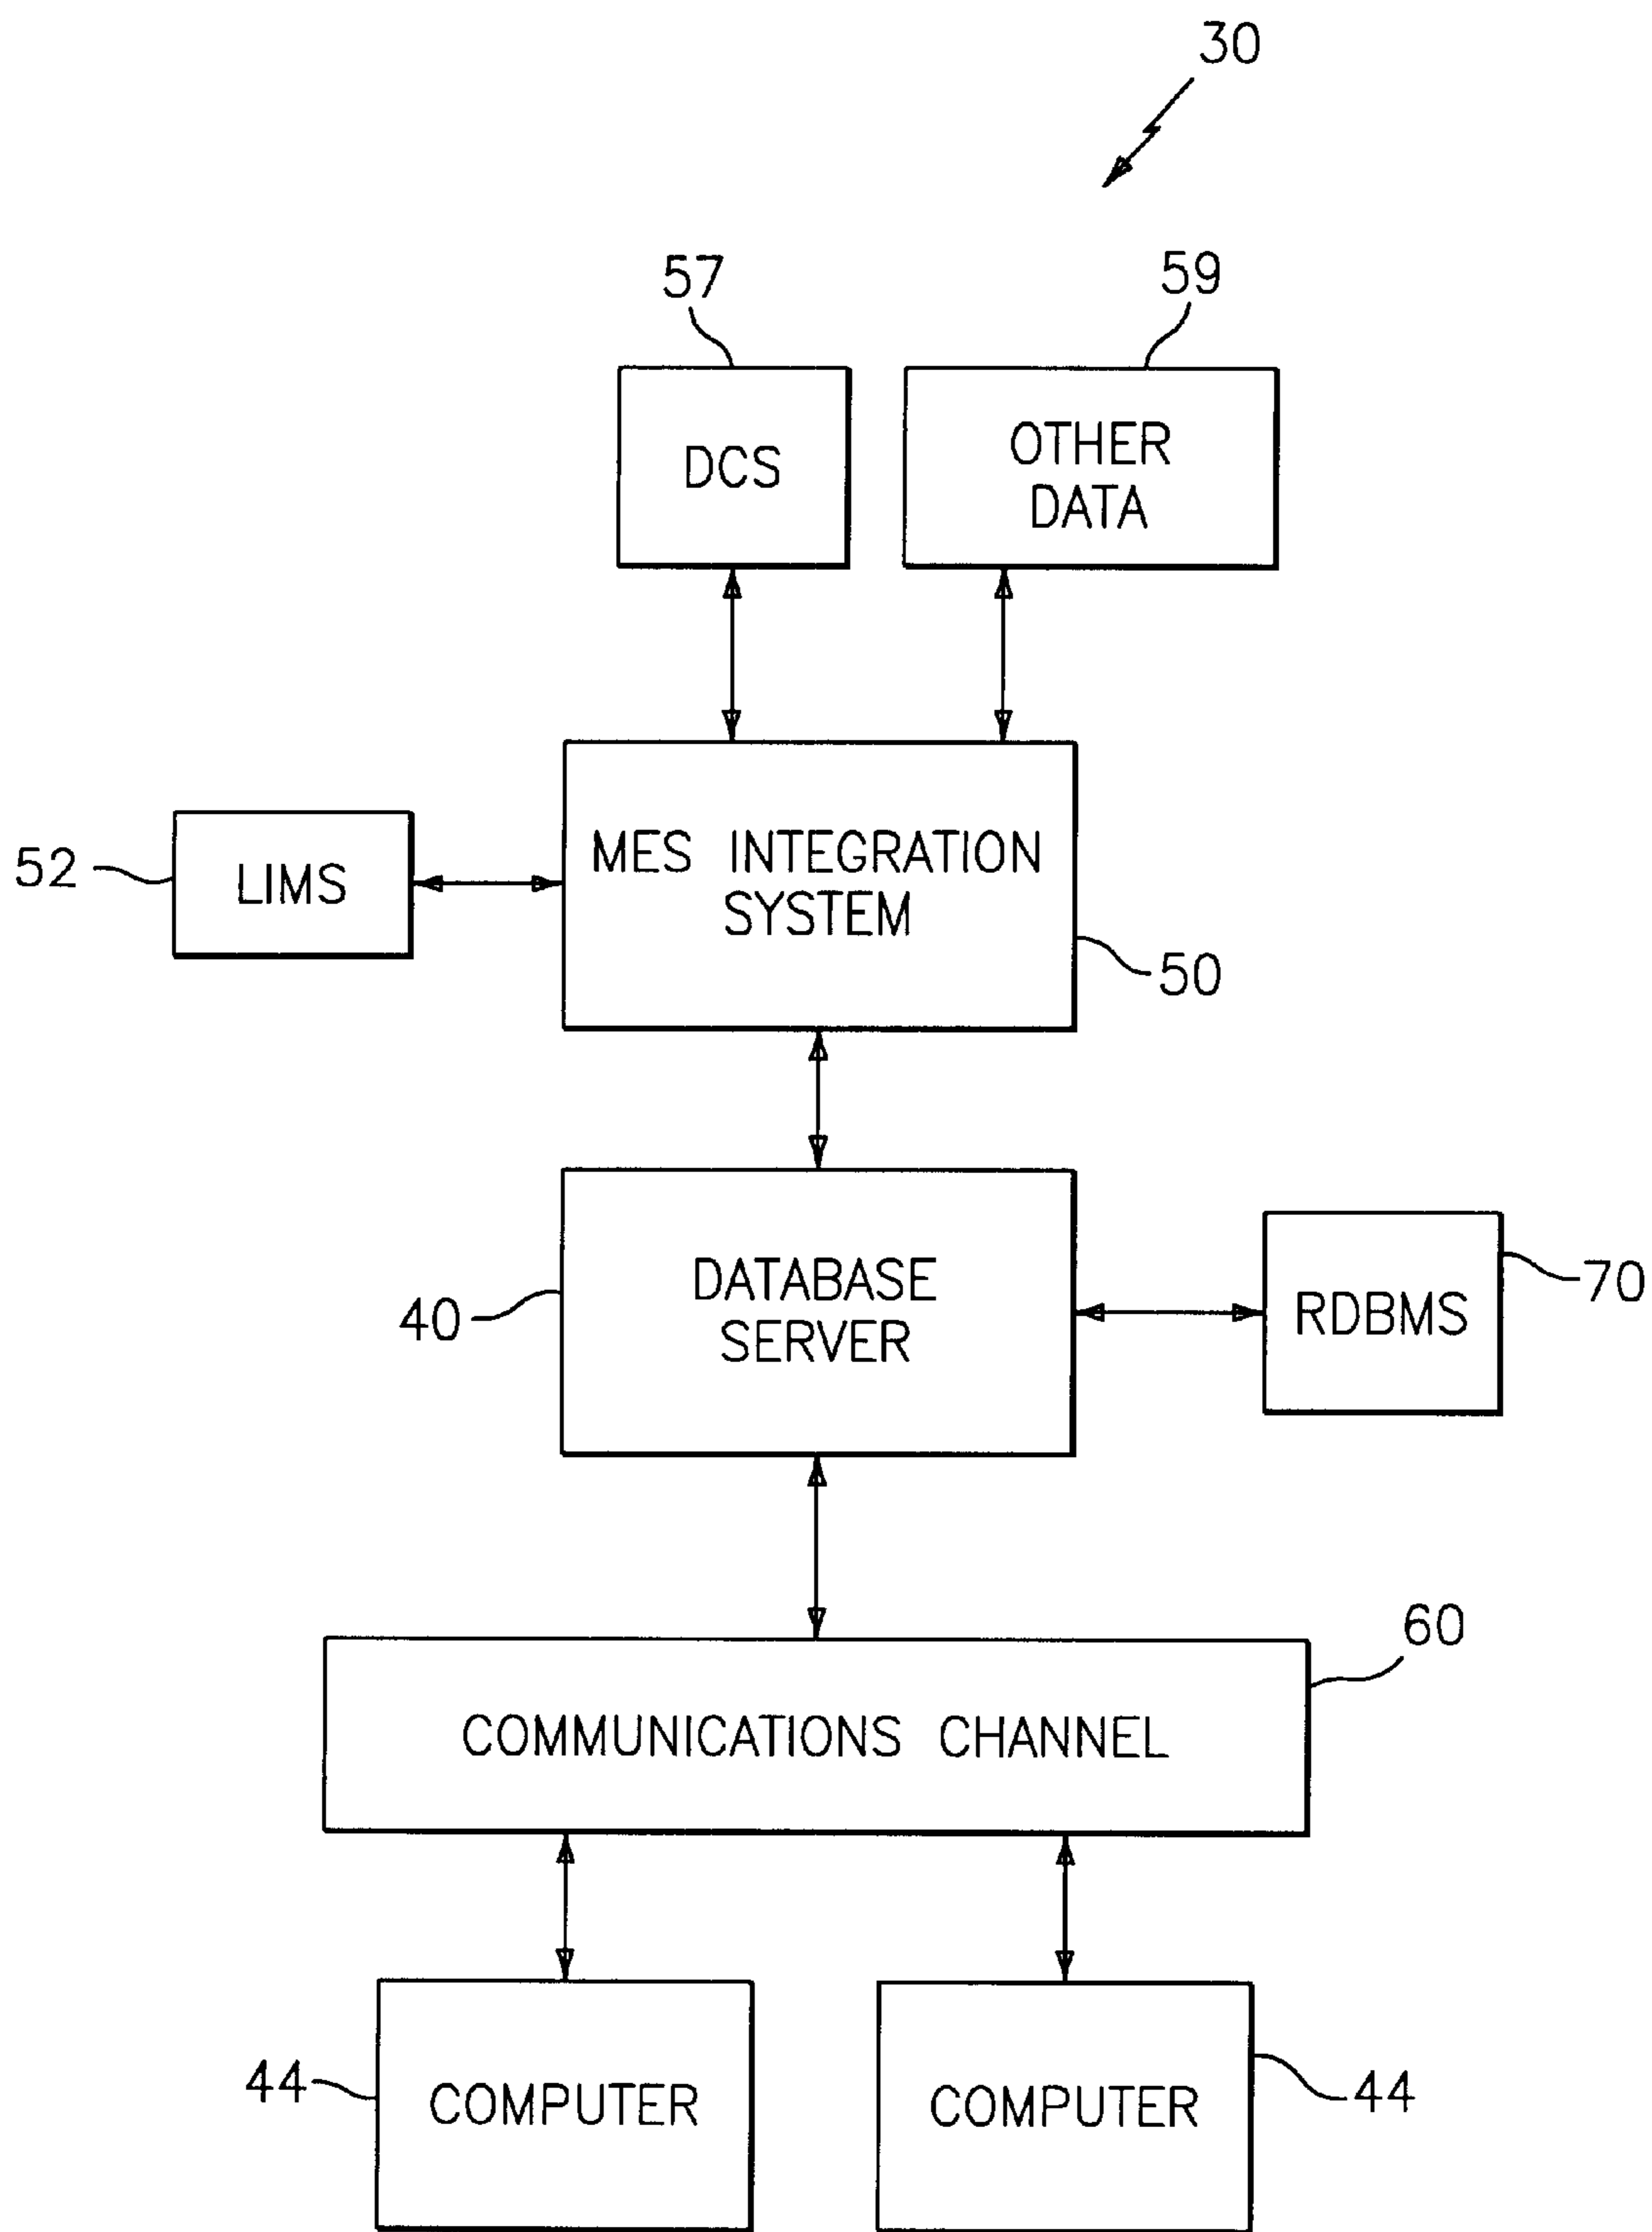 30
57
59
DCS
OTHER
DATA
52
LIMS
MES INTEGRATION
SYSTEM
50
40
DATABASE
SERVER
RDBMS
70
60
COMMUNICATIONS CHANNEL
44
COMPUTER
COMPUTER
44